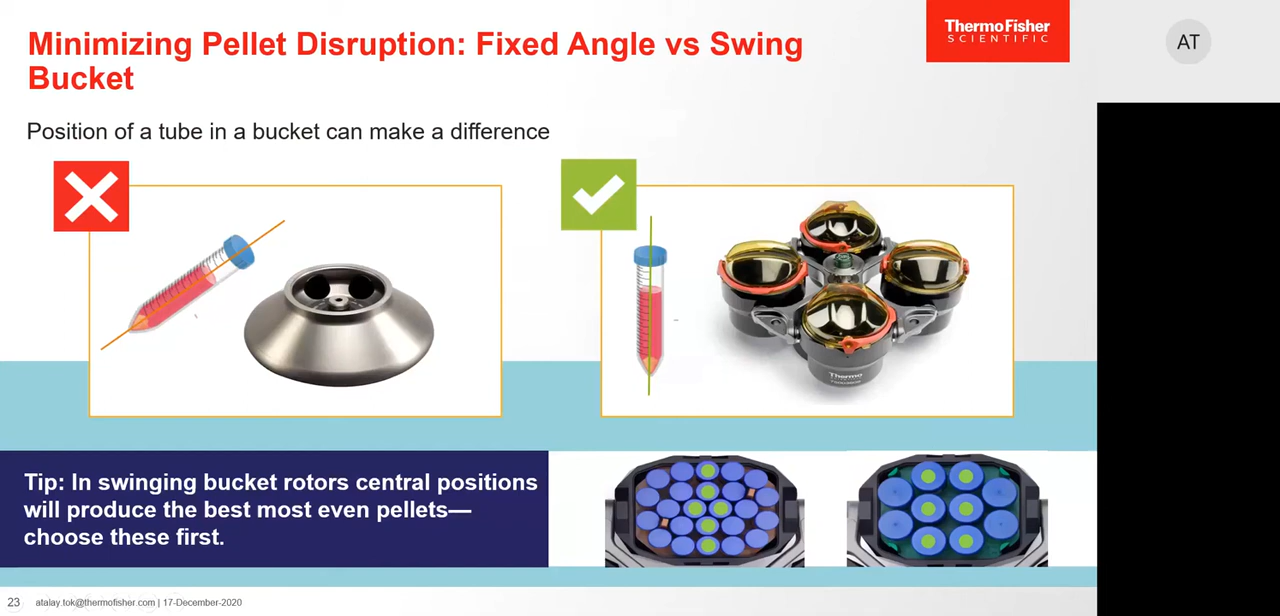 Minimizing Pellet Disruption: Fixed Angle vs Swing
Bucket
ThermoFisher
SCIENTIFIC
AT
Position of a tube in a bucket can make a difference
Thermo
Tip: In swinging bucket rotors central positions
will produce the best most even pellets—
choose these first.
23 atalay.tok@thermofisher.com | 17-December-2020